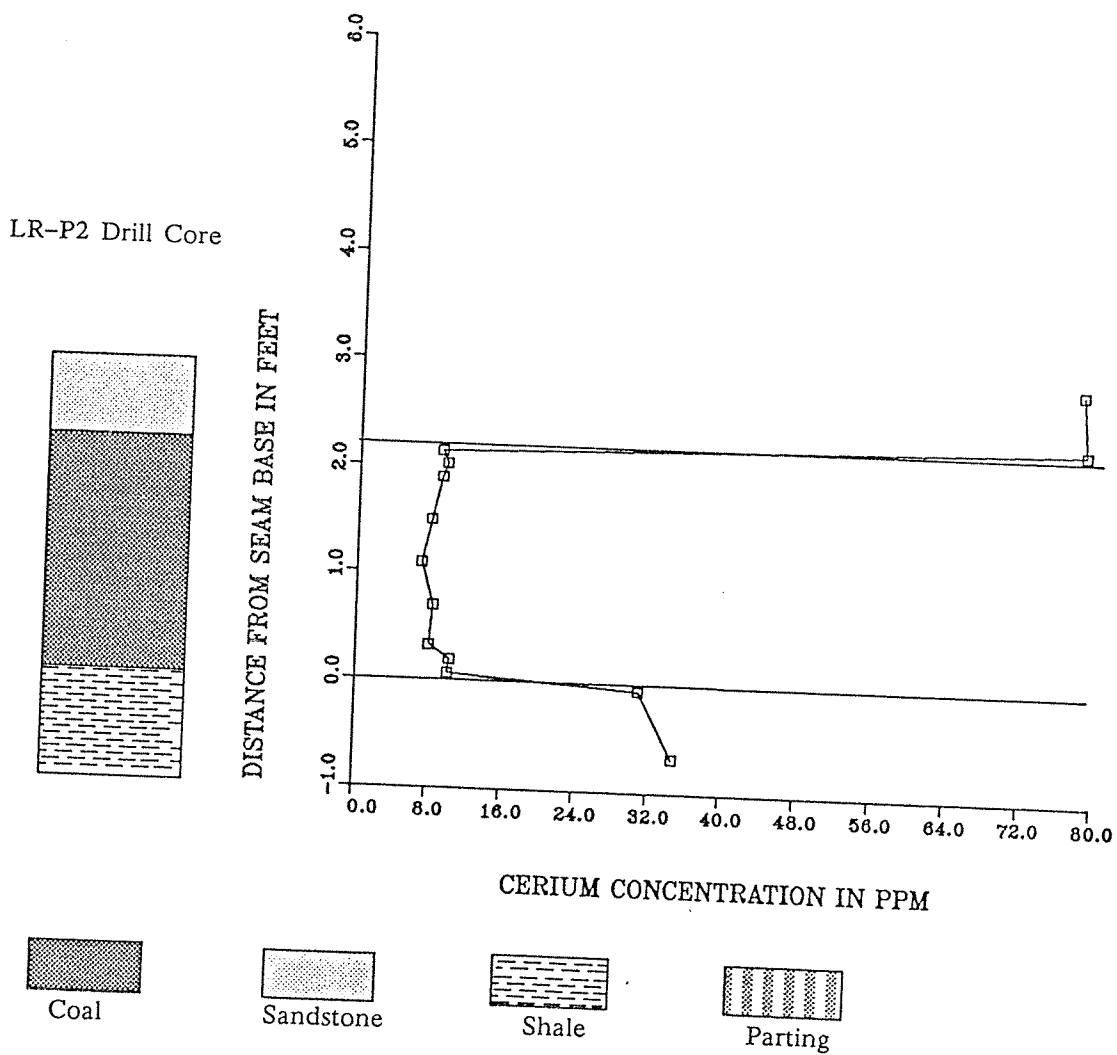 LR-P2 Drill Core
DISTANCE FROM SEAM BASE IN FEET
6.0
5.0
4.0
3.0
2.0
1.0
0.0
-1.0
0.0 8.0 16.0 24.0 32.0 40.0 48.0 56.0 64.0 72.0 80.0
CERIUM CONCENTRATION IN PPM
Coal
Sandstone
Shale
Parting